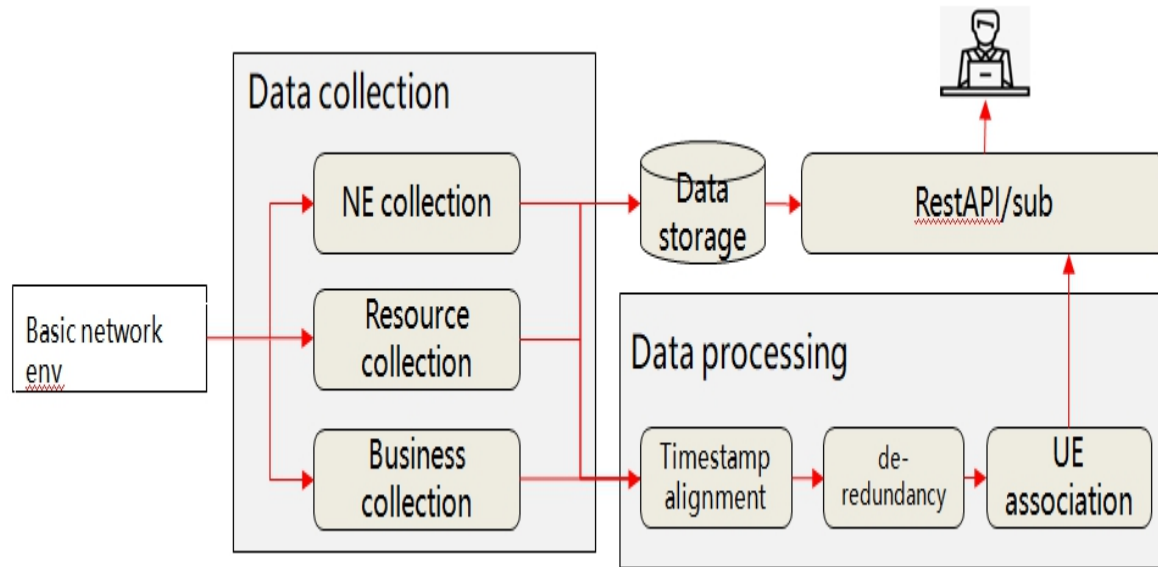 Data collection
NE collection
Data
storage
RestAPI/sub
Basic network
env
Resource
collection
Data processing
Business
collection
Timestamp
alignment
de-
redundancy
UE
association